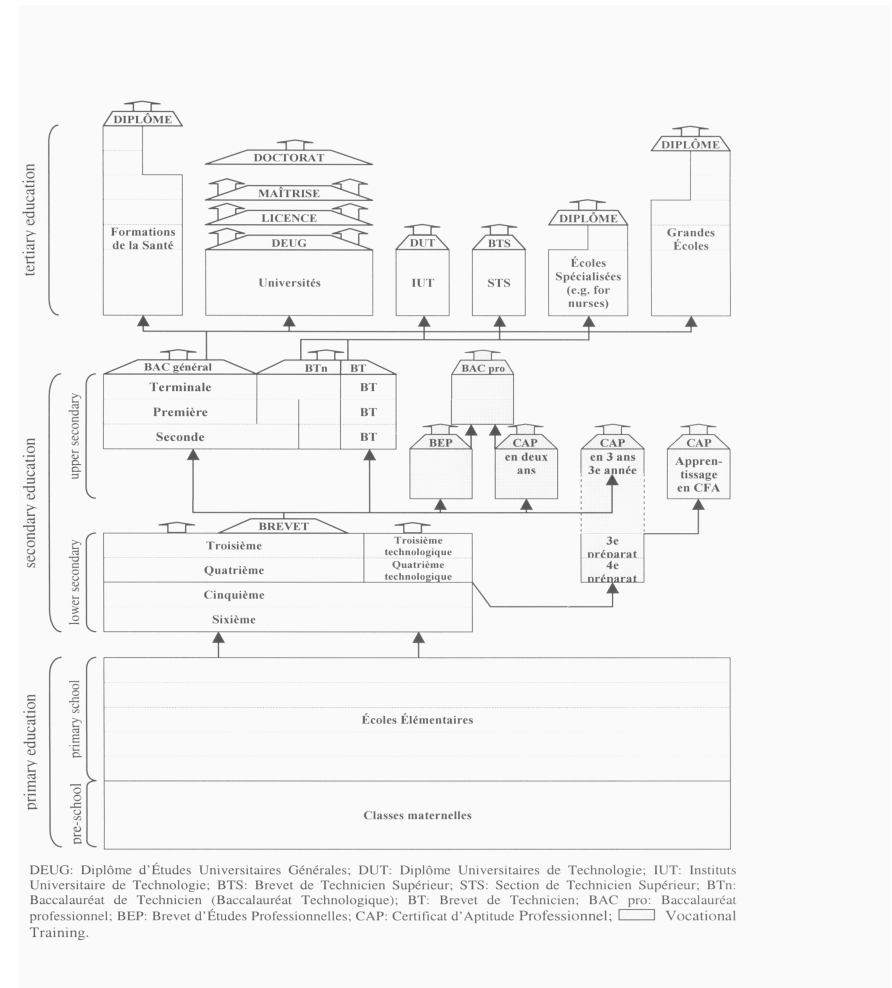 DIPLÔME
DOCTORAT
DIPLÔME
MAÎTRISE
LICENCE
DIPLÔME
DEUG
DUT
BTS
Formations
de la Santé
Grandes
Écoles
Universités
IUT
STS
Écoles
Spécialisées
(e.g. for
nurses)
tertiary education
BAC général
BTn
BT
BAC pro
Terminale
BT
Première
BT
Seconde
BT
BEP
CAP
en deux
ans
CAP
en 3 ans
3e année
CAP
Appren-
tissage
en CFA
upper secondary
secondary education
BREVET
Troisième
Troisième
technologique
3e
préparat
Quatrième
Quatrième
technologique
4e
préparat
Cinquième
Sixième
lower secondary
Écoles Élémentaires
primary school
primary education
Classes maternelles
pre-school
DEUG: Diplôme d'Études Universitaires Générales; DUT: Diplôme Universitaires de Technologie; IUT: Instituts
Universitaire de Technologie; BTS: Brevet de Technicien Supérieur; STS: Section de Technicien Supérieur; BTn:
Baccalauréat de Technicien (Baccalauréat Technologique); BT: Brevet de Technicien; BAC pro: Baccalauréat
professionnel; BEP: Brevet d'Études Professionnelles; CAP: Certificat d'Aptitude Professionnel; Vocational
Training.